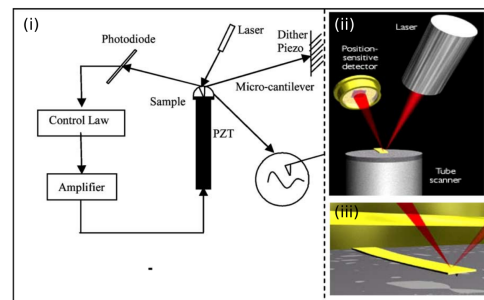 (i)
Photodiode
Laser
Dither
Piezo
Micro-cantilever
Sample
PZT
Control Law
Amplifier
(ii)
Laser
Position-
sensitive
detector
Tube
scanner
(iii)